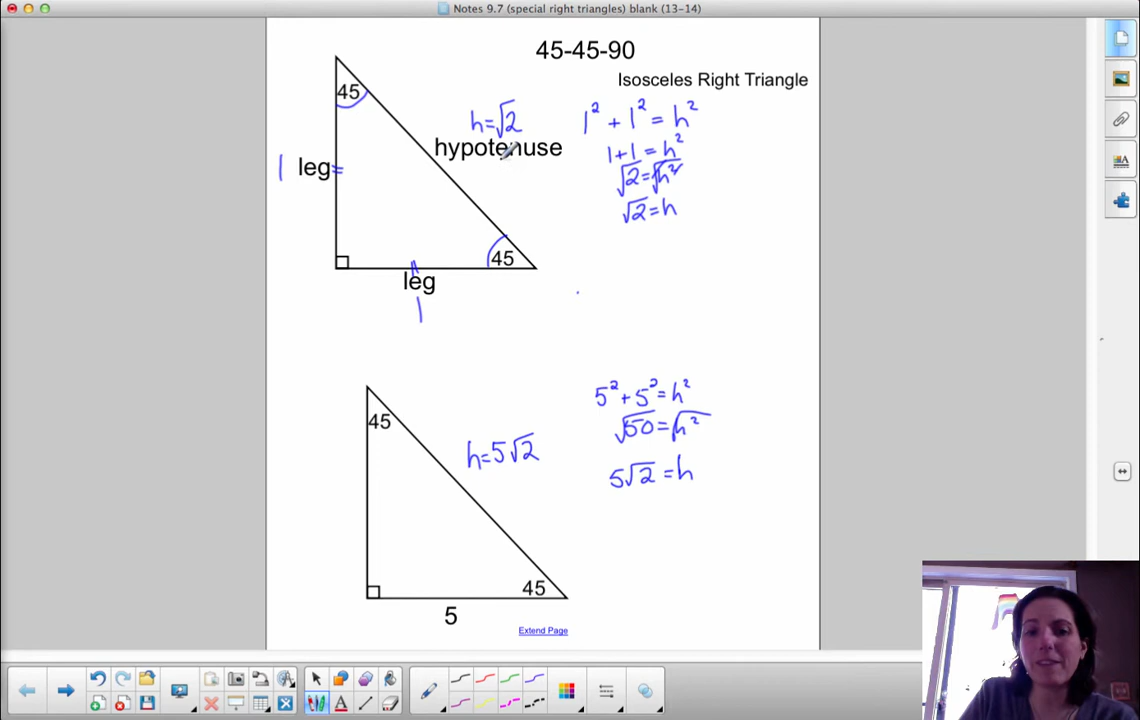 Notes 9.7 (special right triangles) blank (13-14)
45-45-90
Isosceles Right Triangle
45
h=√2
hypotenuse
1 leg
45
leg
1
1² + 1² = h²
1+1 = h²
√2 = √h²
√2 = h
45
h=5√2
45
5
5² + 5² = h²
√50 = √h²
5√2 = h
Extend Page